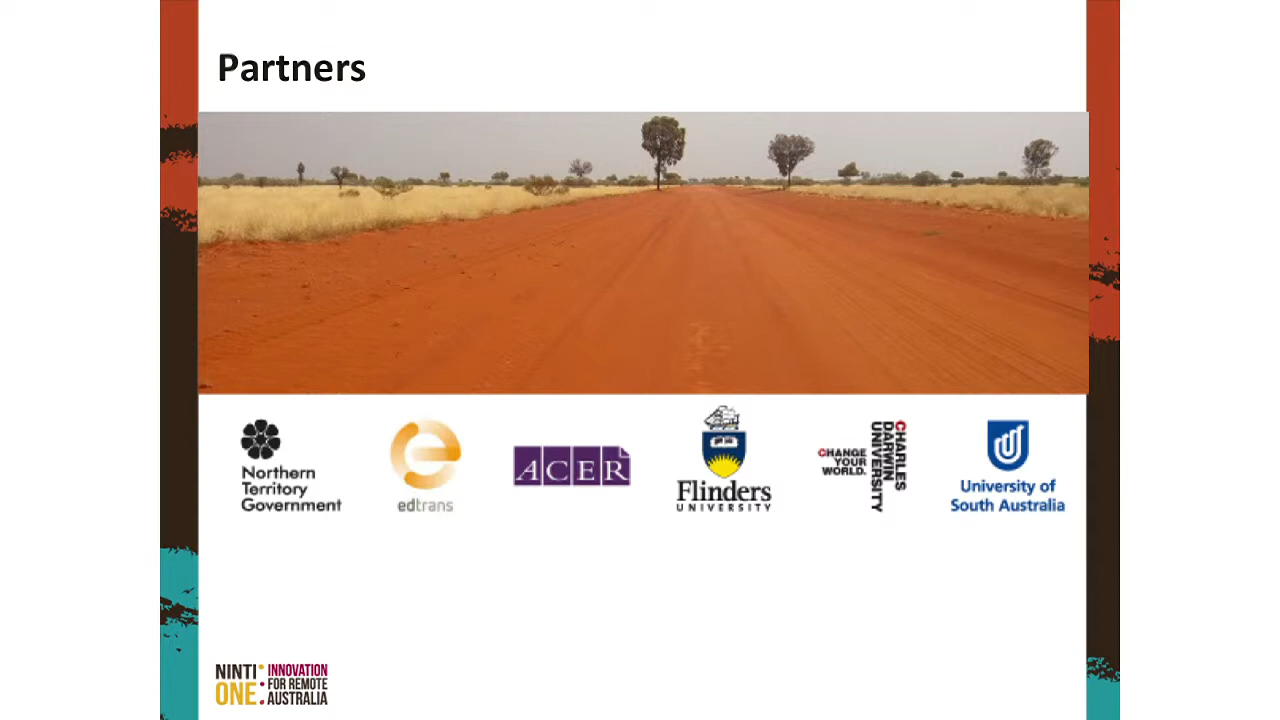 Partners
Northern
Territory
Government
edtrans
ACER
Flinders
UNIVERSITY
CHANGE
YOUR
WORLD.
CHARLES
DARWIN
UNIVERSITY
University of
South Australia
NINTI
ONE
INNOVATION
FOR REMOTE
AUSTRALIA